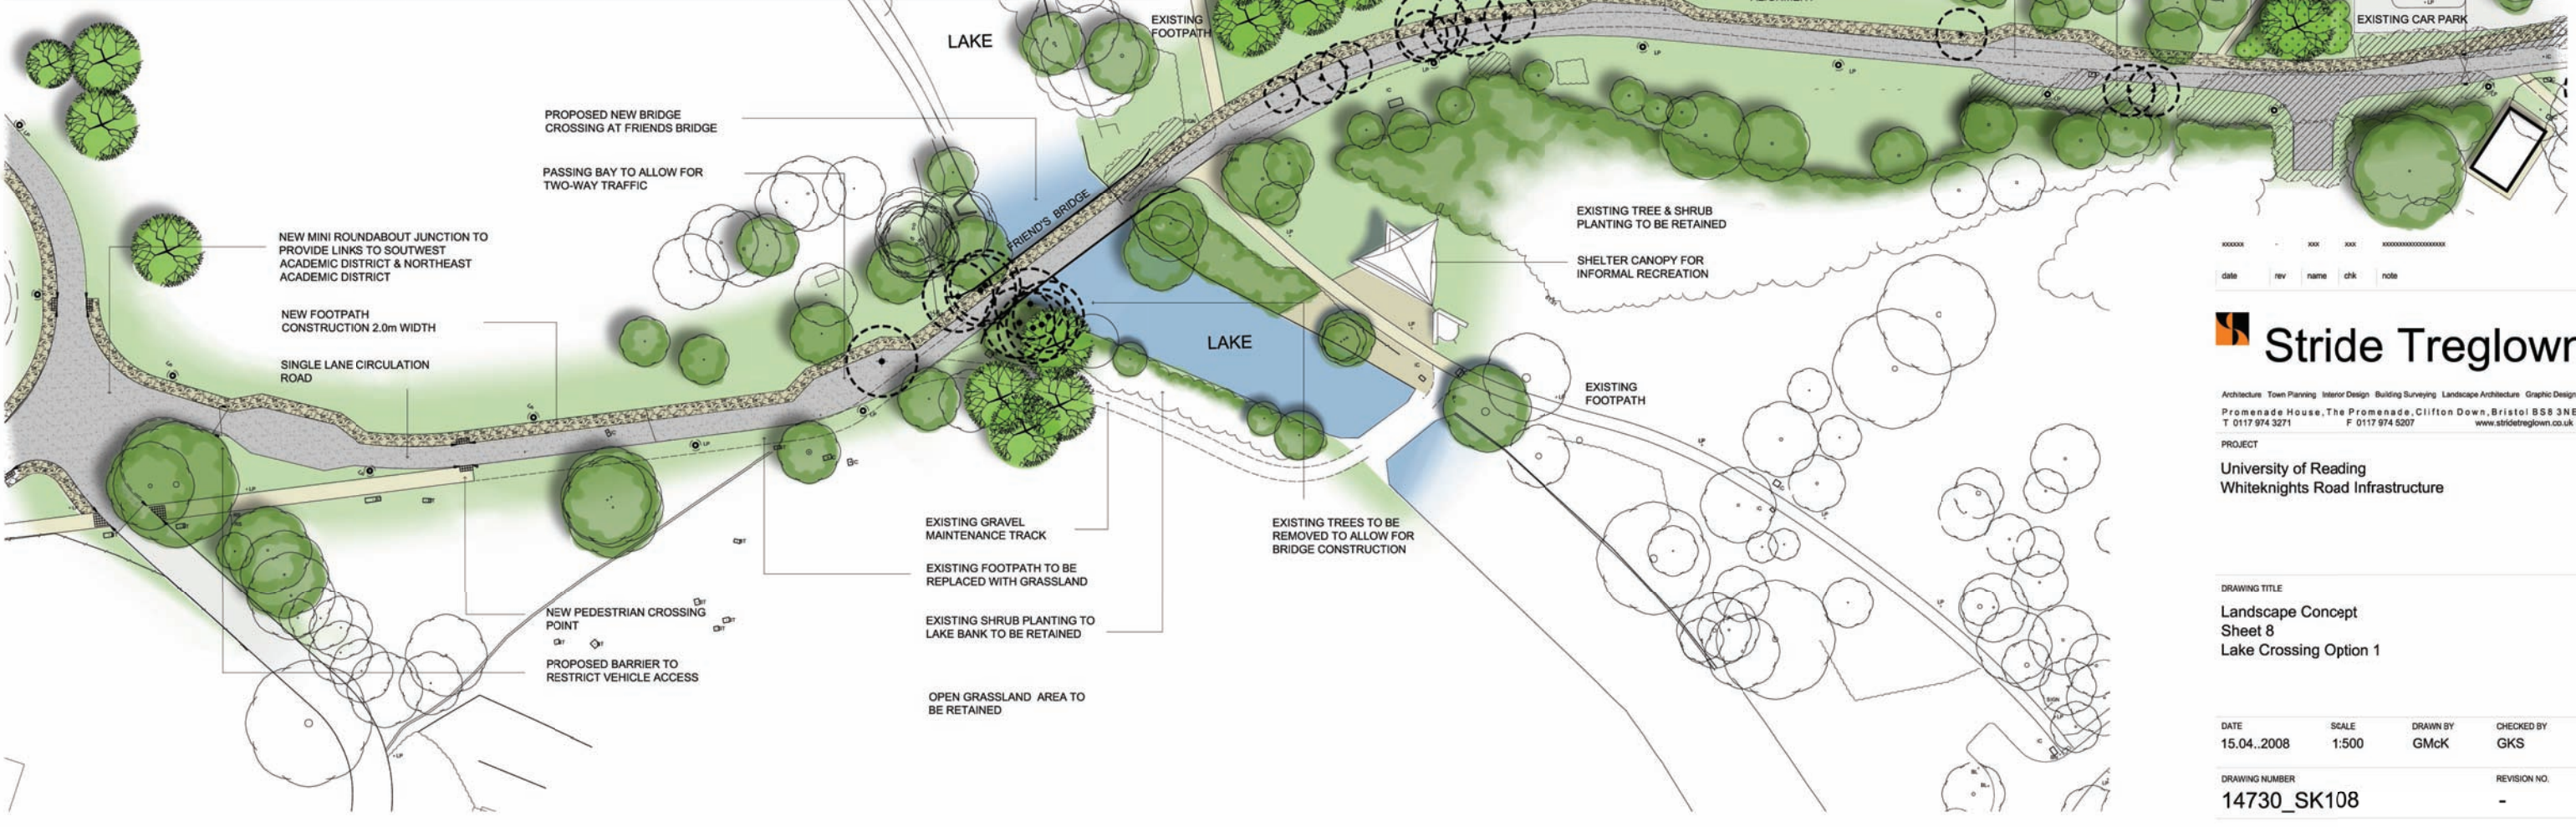 LAKE
EXISTING
FOOTPATH
EXISTING CAR PARK
PROPOSED NEW BRIDGE
CROSSING AT FRIENDS BRIDGE
PASSING BAY TO ALLOW FOR
TWO-WAY TRAFFIC
FRIEND'S BRIDGE
NEW MINI ROUNDABOUT JUNCTION TO
PROVIDE LINKS TO SOUTWEST
ACADEMIC DISTRICT & NORTHEAST
ACADEMIC DISTRICT
NEW FOOTPATH
CONSTRUCTION 2.0m WIDTH
SINGLE LANE CIRCULATION
ROAD
EXISTING TREE & SHRUB
PLANTING TO BE RETAINED
SHELTER CANOPY FOR
INFORMAL RECREATION
LAKE
EXISTING
FOOTPATH
EXISTING GRAVEL
MAINTENANCE TRACK
EXISTING FOOTPATH TO BE
REPLACED WITH GRASSLAND
EXISTING SHRUB PLANTING TO
LAKE BANK TO BE RETAINED
OPEN GRASSLAND AREA TO
BE RETAINED
EXISTING TREES TO BE
REMOVED TO ALLOW FOR
BRIDGE CONSTRUCTION
NEW PEDESTRIAN CROSSING
POINT
PROPOSED BARRIER TO
RESTRICT VEHICLE ACCESS
date rev name chk note
Stride Treglown
Architecture Town Planning Interior Design Building Surveying Landscape Architecture Graphic Design
Promenade House, The Promenade, Clifton Down, Bristol BS8 3NE
T 0117 974 3271 F 0117 974 5207 www.stridetreglown.co.uk
PROJECT
University of Reading
Whiteknights Road Infrastructure
DRAWING TITLE
Landscape Concept
Sheet 8
Lake Crossing Option 1
DATE SCALE DRAWN BY CHECKED BY
15.04..2008 1:500 GMcK GKS
DRAWING NUMBER REVISION NO.
14730_SK108 -